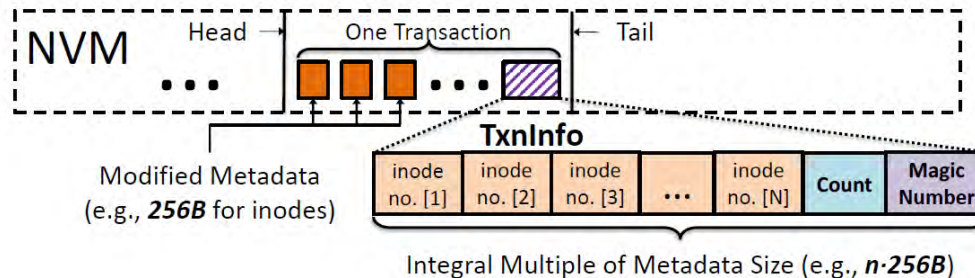 NVM
Head
One Transaction
Tail
• • •
• • •
TxnInfo
Modified Metadata
(e.g., 256B for inodes)
inode
no. [1]
inode
no. [2]
inode
no. [3]
•••
inode
no. [N]
Count
Magic
Number
Integral Multiple of Metadata Size (e.g., n·256B)